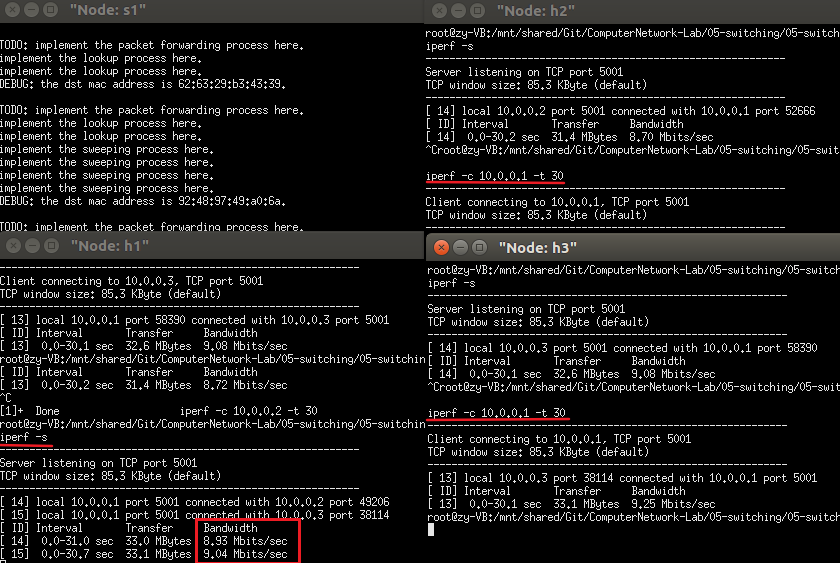 "Node: s1"
TODO: implement the packet forwarding process here.
implement the lookup process here.
implement the lookup process here.
DEBUG: the dst mac address is 62:63:29:b3:43:39.
TODO: implement the packet forwarding process here.
implement the lookup process here.
implement the lookup process here.
implement the sweeping process here.
implement the sweeping process here.
implement the sweeping process here.
implement the sweeping process here.
DEBUG: the dst mac address is 92:48:97:49:a0:6a.
TODO: implement the packet forwarding process here.
"Node: h2"
root@zy-VB:/mnt/shared/Git/ComputerNetwork-Lab/05-switching/05-switch
iperf -s
------------------------------------------------------------
Server listening on TCP port 5001
TCP window size: 85.3 KByte (default)
------------------------------------------------------------
[ 14] local 10.0.0.2 port 5001 connected with 10.0.0.1 port 52666
[ ID] Interval       Transfer     Bandwidth
[ 14]  0.0-30.2 sec  31.4 MBytes  8.70 Mbits/sec
^Croot@zy-VB:/mnt/shared/Git/ComputerNetwork-Lab/05-switching/05-swit
iperf -c 10.0.0.1 -t 30
------------------------------------------------------------
Client connecting to 10.0.0.1, TCP port 5001
TCP window size: 85.3 KByte (default)
------------------------------------------------------------
"Node: h1"
------------------------------------------------------------
Client connecting to 10.0.0.3, TCP port 5001
TCP window size: 85.3 KByte (default)
------------------------------------------------------------
[ 13] local 10.0.0.1 port 58390 connected with 10.0.0.3 port 5001
[ ID] Interval       Transfer     Bandwidth
[ 13]  0.0-30.1 sec  32.6 MBytes  9.08 Mbits/sec
root@zy-VB:/mnt/shared/Git/ComputerNetwork-Lab/05-switching/05-switchin
[ ID] Interval       Transfer     Bandwidth
[ 13]  0.0-30.2 sec  31.4 MBytes  8.72 Mbits/sec
^C
[1]+  Done                    iperf -c 10.0.0.2 -t 30
root@zy-VB:/mnt/shared/Git/ComputerNetwork-Lab/05-switching/05-switchin
iperf -s
------------------------------------------------------------
Server listening on TCP port 5001
TCP window size: 85.3 KByte (default)
------------------------------------------------------------
[ 14] local 10.0.0.1 port 5001 connected with 10.0.0.2 port 49206
[ 15] local 10.0.0.1 port 5001 connected with 10.0.0.3 port 38114
[ ID] Interval       Transfer     Bandwidth
[ 14]  0.0-31.0 sec  33.0 MBytes  8.93 Mbits/sec
[ 15]  0.0-30.7 sec  33.1 MBytes  9.04 Mbits/sec
"Node: h3"
root@zy-VB:/mnt/shared/Git/ComputerNetwork-Lab/05-switching/05-switch
iperf -s
------------------------------------------------------------
Server listening on TCP port 5001
TCP window size: 85.3 KByte (default)
------------------------------------------------------------
[ 14] local 10.0.0.3 port 5001 connected with 10.0.0.1 port 58390
[ ID] Interval       Transfer     Bandwidth
[ 14]  0.0-30.1 sec  32.6 MBytes  9.08 Mbits/sec
^Croot@zy-VB:/mnt/shared/Git/ComputerNetwork-Lab/05-switching/05-swit
iperf -c 10.0.0.1 -t 30
------------------------------------------------------------
Client connecting to 10.0.0.1, TCP port 5001
TCP window size: 85.3 KByte (default)
------------------------------------------------------------
[ 13] local 10.0.0.3 port 38114 connected with 10.0.0.1 port 5001
[ ID] Interval       Transfer     Bandwidth
[ 13]  0.0-30.1 sec  33.1 MBytes  9.25 Mbits/sec
root@zy-VB:/mnt/shared/Git/ComputerNetwork-Lab/05-switching/05-switch